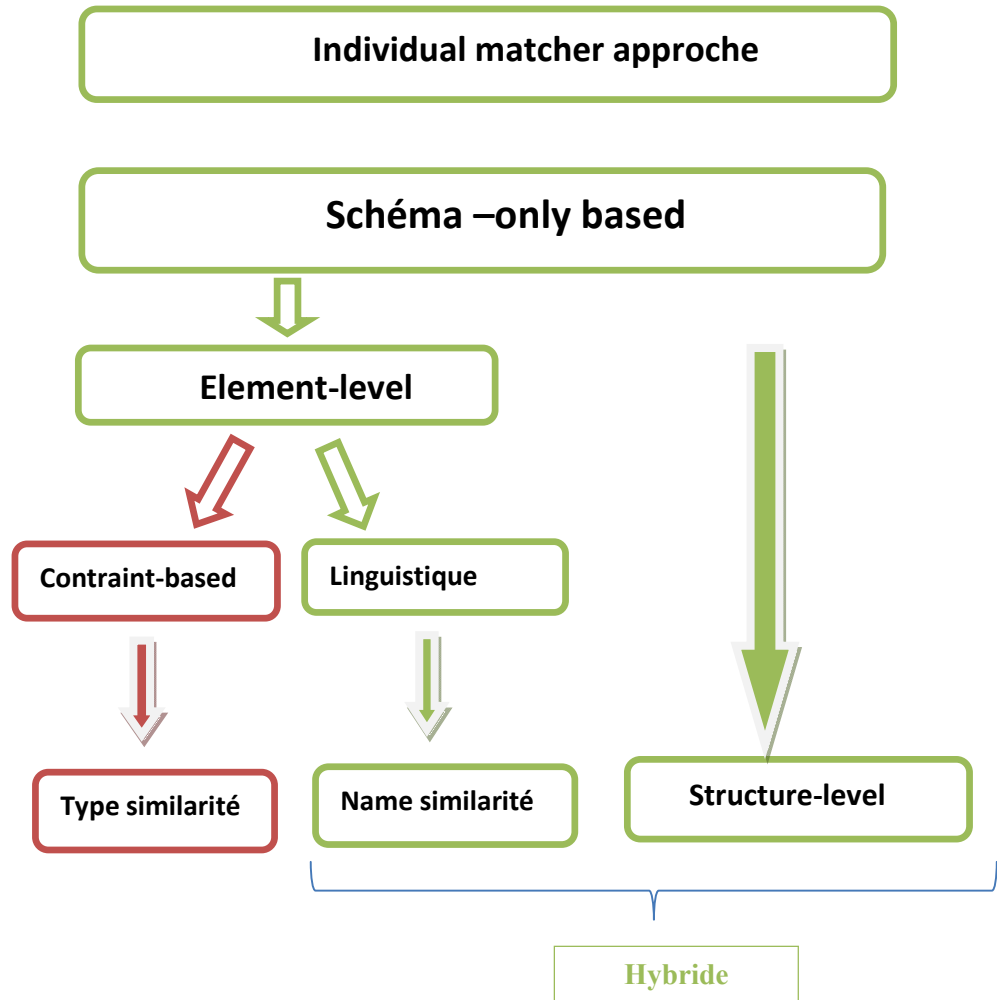 Individual matcher approche
Schéma –only based
Element-level
Contraint-based
Linguistique
Type similarité
Name similarité
Structure-level
Hybride